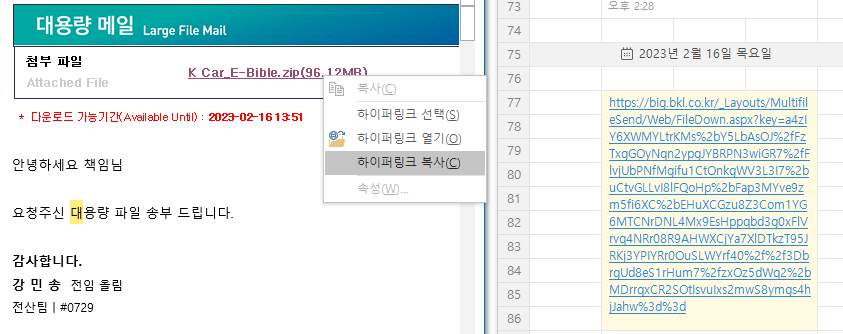 대용량 메일 Large File Mail
첨부 파일
Attached File
K Car_E-Bible.zip(96.12MB)
* 다운로드 가능기간(Available Until) : 2023-02-16 13:51
안녕하세요 책임님
요청주신 대용량 파일 송부 드립니다.
감사합니다.
강 민 송 전임 올림
전산팀 | #0729
복사(C)
하이퍼링크 선택(S)
하이퍼링크 열기(O)
하이퍼링크 복사(C)
속성(W)...
73
오후 2:28
74
75
2023년 2월 16일 목요일
76
77
78
79
80
81
82
83
84
85
86
https://big.bkl.co.kr/_Layouts/Multifil
eSend/Web/FileDown.aspx?key=a4zI
Y6XWMYLtrKMs%2bY5LbAsOJ%2fFz
TxgGOyNqn2ypqJYBRPN3wiGR7%2fF
lvjUbPNfMqifu1CtOnkqWV3L3I7%2b
uCtvGLLvI8lFQoHp%2bFap3MYve9z
m5fi6XC%2bEHuXCGzu8Z3Com1YG
6MTCNrDNL4Mx9EsHppqbd3q0xFlV
rvq4NRr08R9AHWXCjYa7XlDTkzT95J
RKj3YPIYRr0OuSLWYrf40%2f%2f3Db
rgUd8eS1rHum7%2fzxOz5dWq2%2b
MDrrqxCR2SOtIsvuIxs2mwS8ymqs4h
jJahw%3d%3d